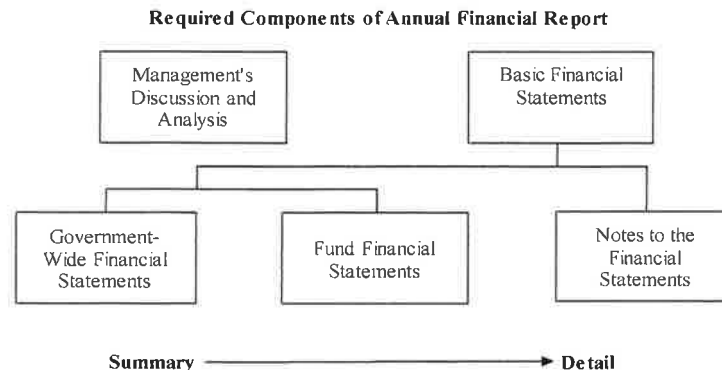 Required Components of Annual Financial Report
Management's
Discussion and
Analysis
Basic Financial
Statements
Government-
Wide Financial
Statements
Fund Financial
Statements
Notes to the
Financial
Statements
Summary
Detail